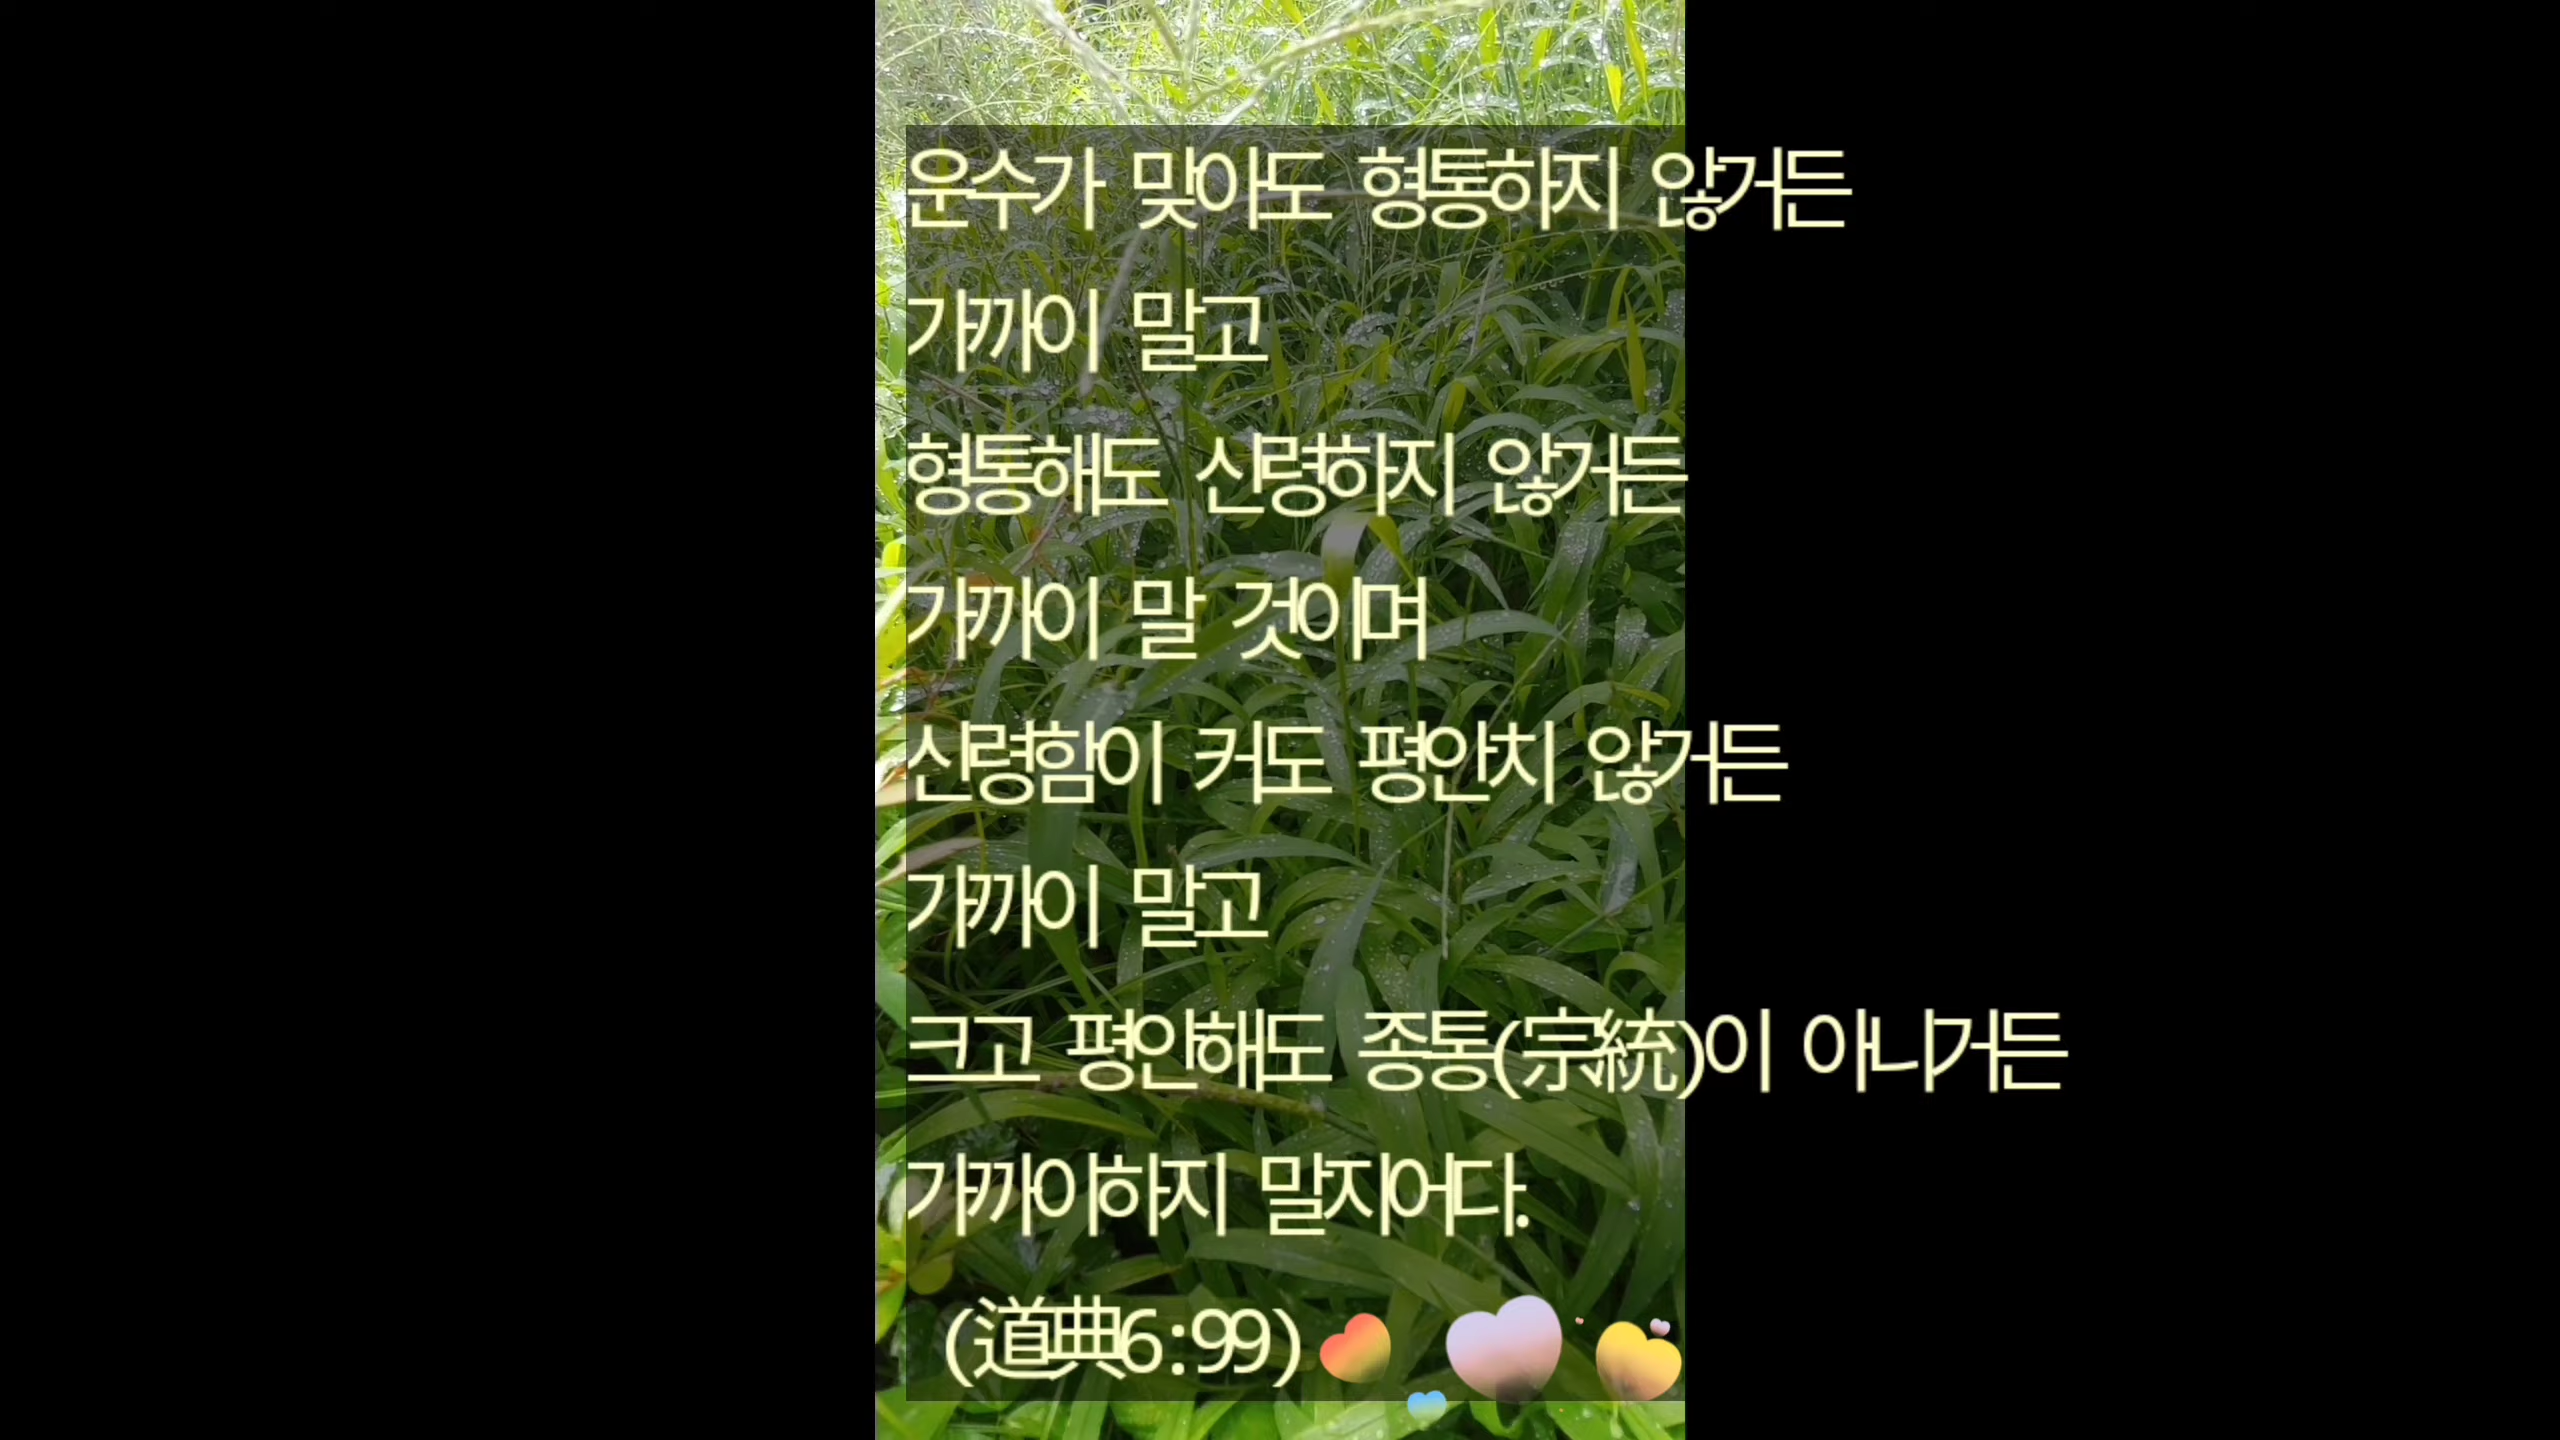 운수가 맞아도 형통하지 않거든
가까이 말고
형통해도 신령하지 않거든
가까이 말 것이며
신령함이 커도 평안치 않거든
가까이 말고
크고 평안해도 종통(宗統)이 아니거든
가까이하지 말지어다.
(道典6:99)